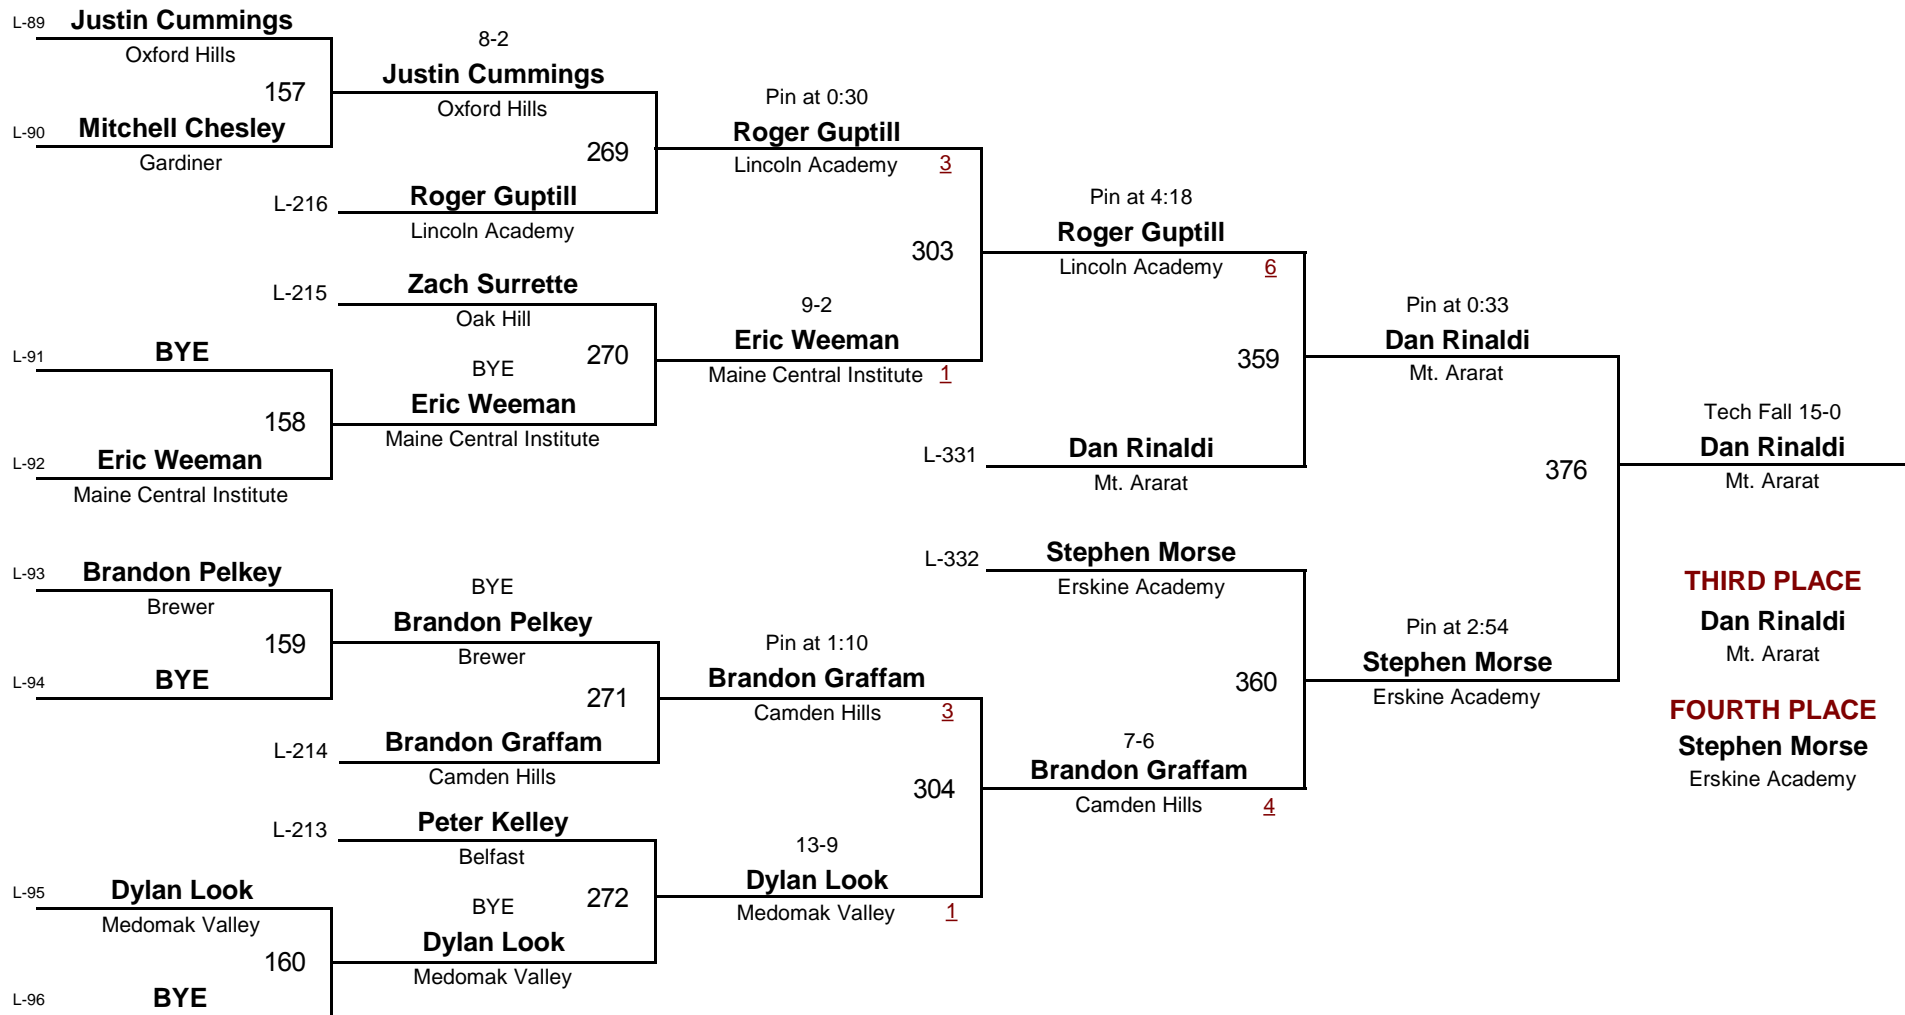 L-89 Justin Cummings
Oxford Hills
157
L-90 Mitchell Chesley
Gardiner
8-2
Justin Cummings
Oxford Hills
269
L-216 Roger Guptill
Lincoln Academy
L-215 Zach Surrette
Oak Hill
270
L-91 BYE
158
L-92 Eric Weeman
Maine Central Institute
BYE
Eric Weeman
Maine Central Institute
Pin at 0:30
Roger Guptill
Lincoln Academy 3
303
9-2
Eric Weeman
Maine Central Institute 1
Pin at 4:18
Roger Guptill
Lincoln Academy 6
359
L-331 Dan Rinaldi
Mt. Ararat
Pin at 0:33
Dan Rinaldi
Mt. Ararat
376
Tech Fall 15-0
Dan Rinaldi
Mt. Ararat
L-93 Brandon Pelkey
Brewer
159
L-94 BYE
BYE
Brandon Pelkey
Brewer
271
L-214 Brandon Graffam
Camden Hills
L-213 Peter Kelley
Belfast
272
L-95 Dylan Look
Medomak Valley
160
L-96 BYE
BYE
Dylan Look
Medomak Valley
Pin at 1:10
Brandon Graffam
Camden Hills 3
304
13-9
Dylan Look
Medomak Valley 1
L-332 Stephen Morse
Erskine Academy
360
7-6
Brandon Graffam
Camden Hills 4
Pin at 2:54
Stephen Morse
Erskine Academy
THIRD PLACE
Dan Rinaldi
Mt. Ararat
FOURTH PLACE
Stephen Morse
Erskine Academy